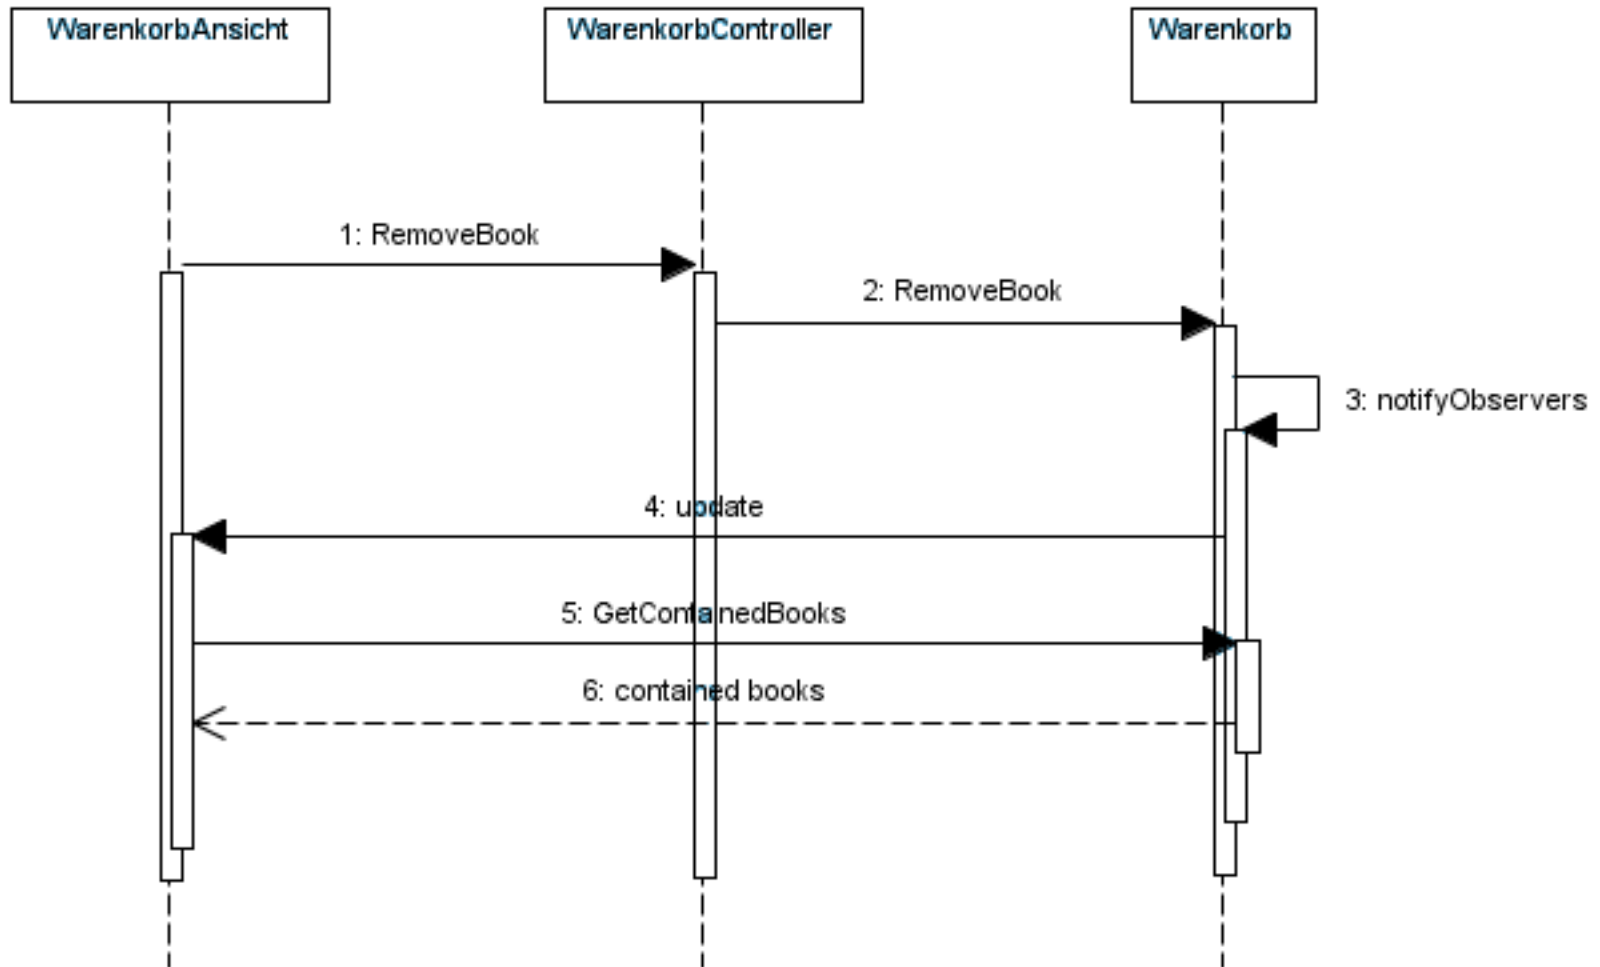 WarenkorbAnsicht
WarenkorbController
Warenkorb
1: RemoveBook
2: RemoveBook
3: notifyObservers
4: update
5: GetContainedBooks
6: contained books